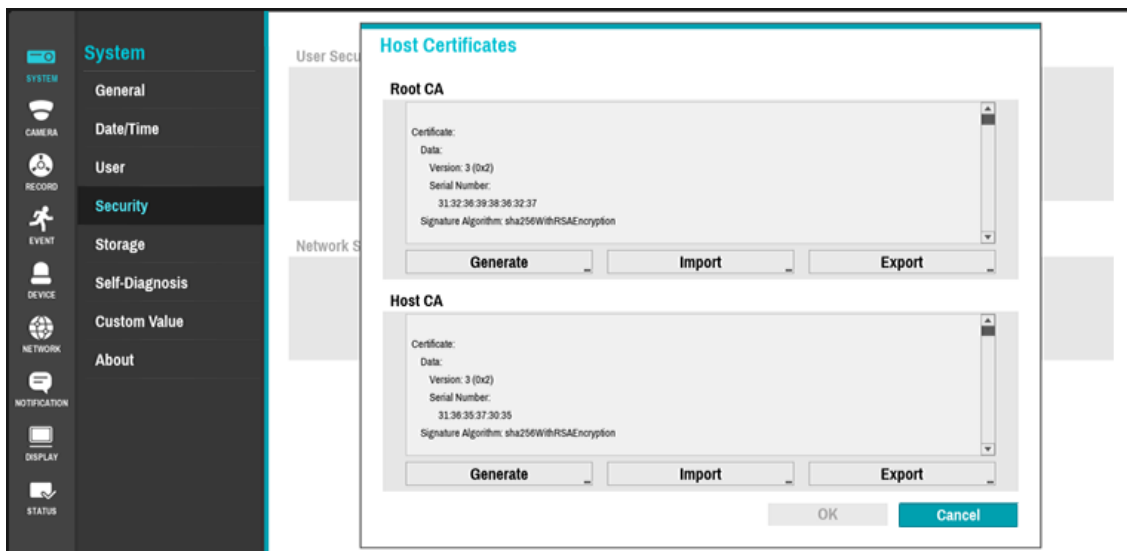 SYSTEM
CAMERA
RECORD
EVENT
DEVICE
NETWORK
NOTIFICATION
DISPLAY
STATUS
System
General
Date/Time
User
Security
Storage
Self-Diagnosis
Custom Value
About
User Secu
Network S
Host Certificates
Root CA
Certificate:
Data:
Version: 3 (0x2)
Serial Number:
31:32:36:39:38:36:32:37
Signature Algorithm: sha256WithRSAEncryption
Generate Import Export
Host CA
Certificate:
Data:
Version: 3 (0x2)
Serial Number:
31:36:35:37:30:35
Signature Algorithm: sha256WithRSAEncryption
Generate Import Export
OK Cancel